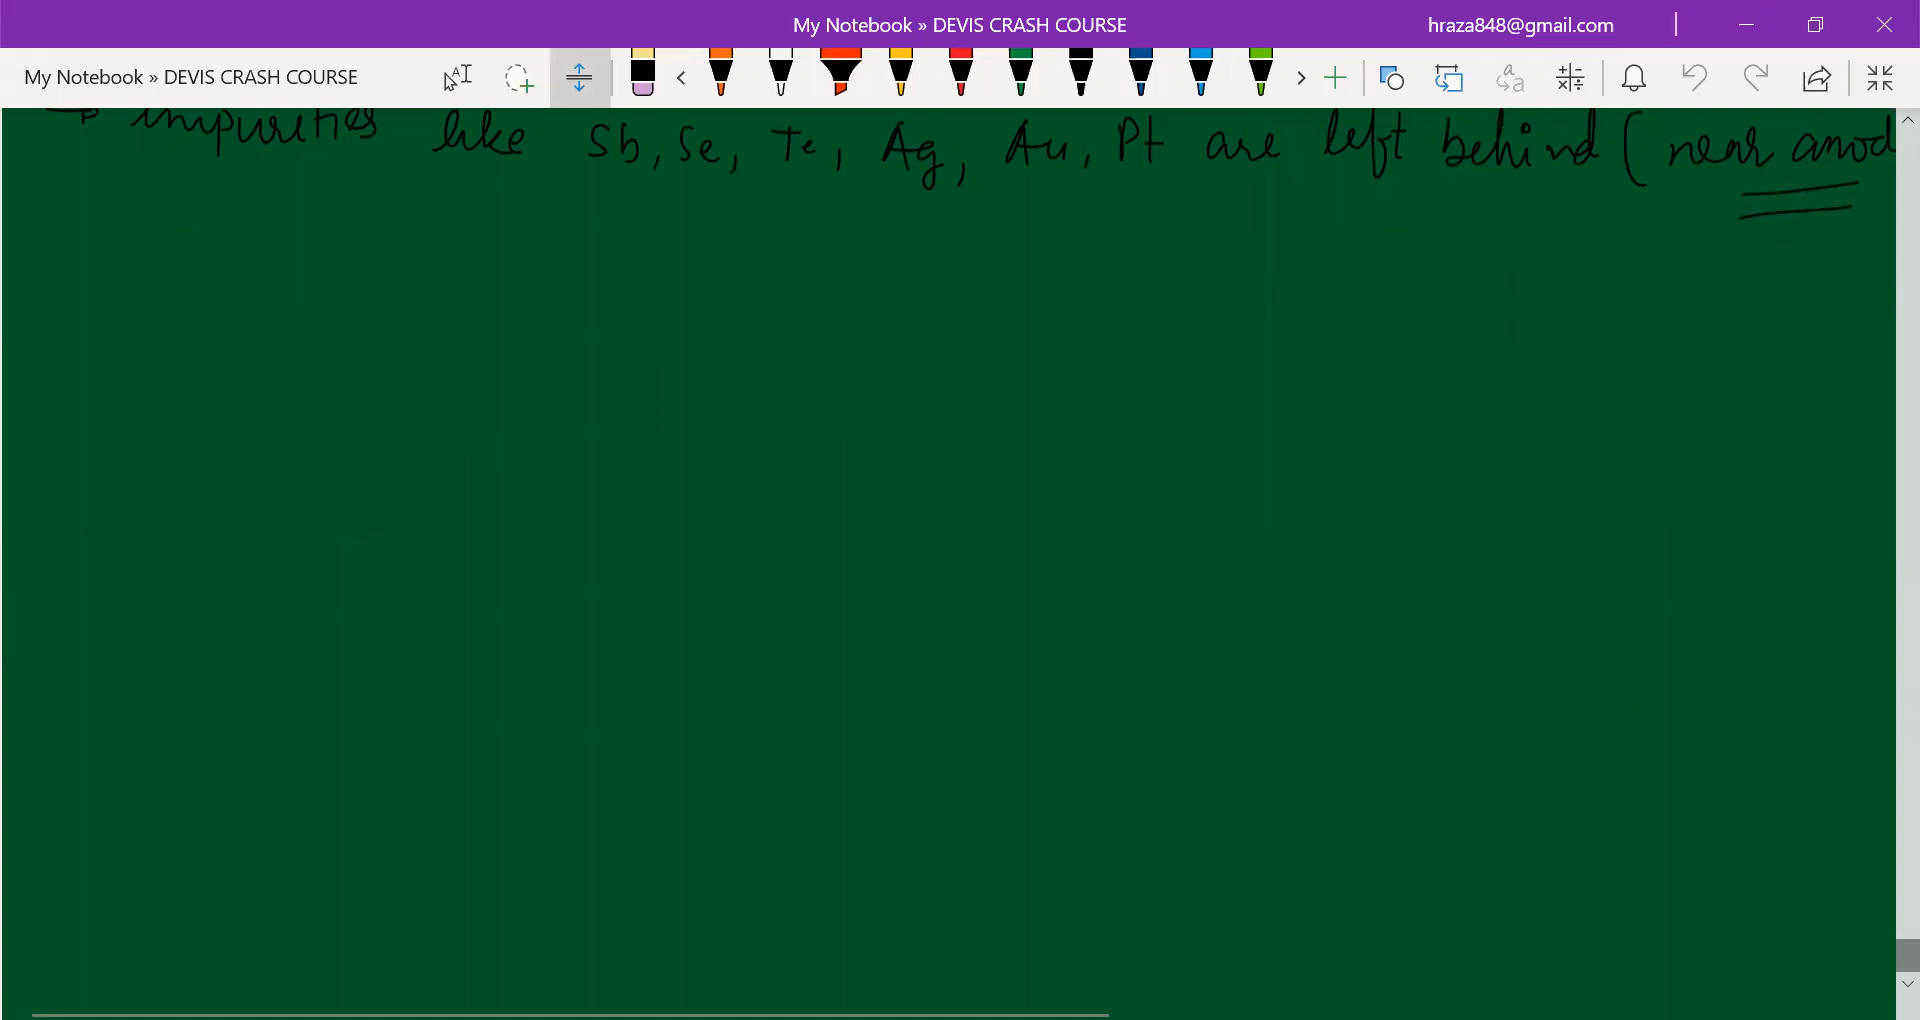 My Notebook » DEVIS CRASH COURSE
hraza848@gmail.com
My Notebook » DEVIS CRASH COURSE
→ impurities like Sb, Se, Te, Ag, Au, Pt are left behind ( near anod